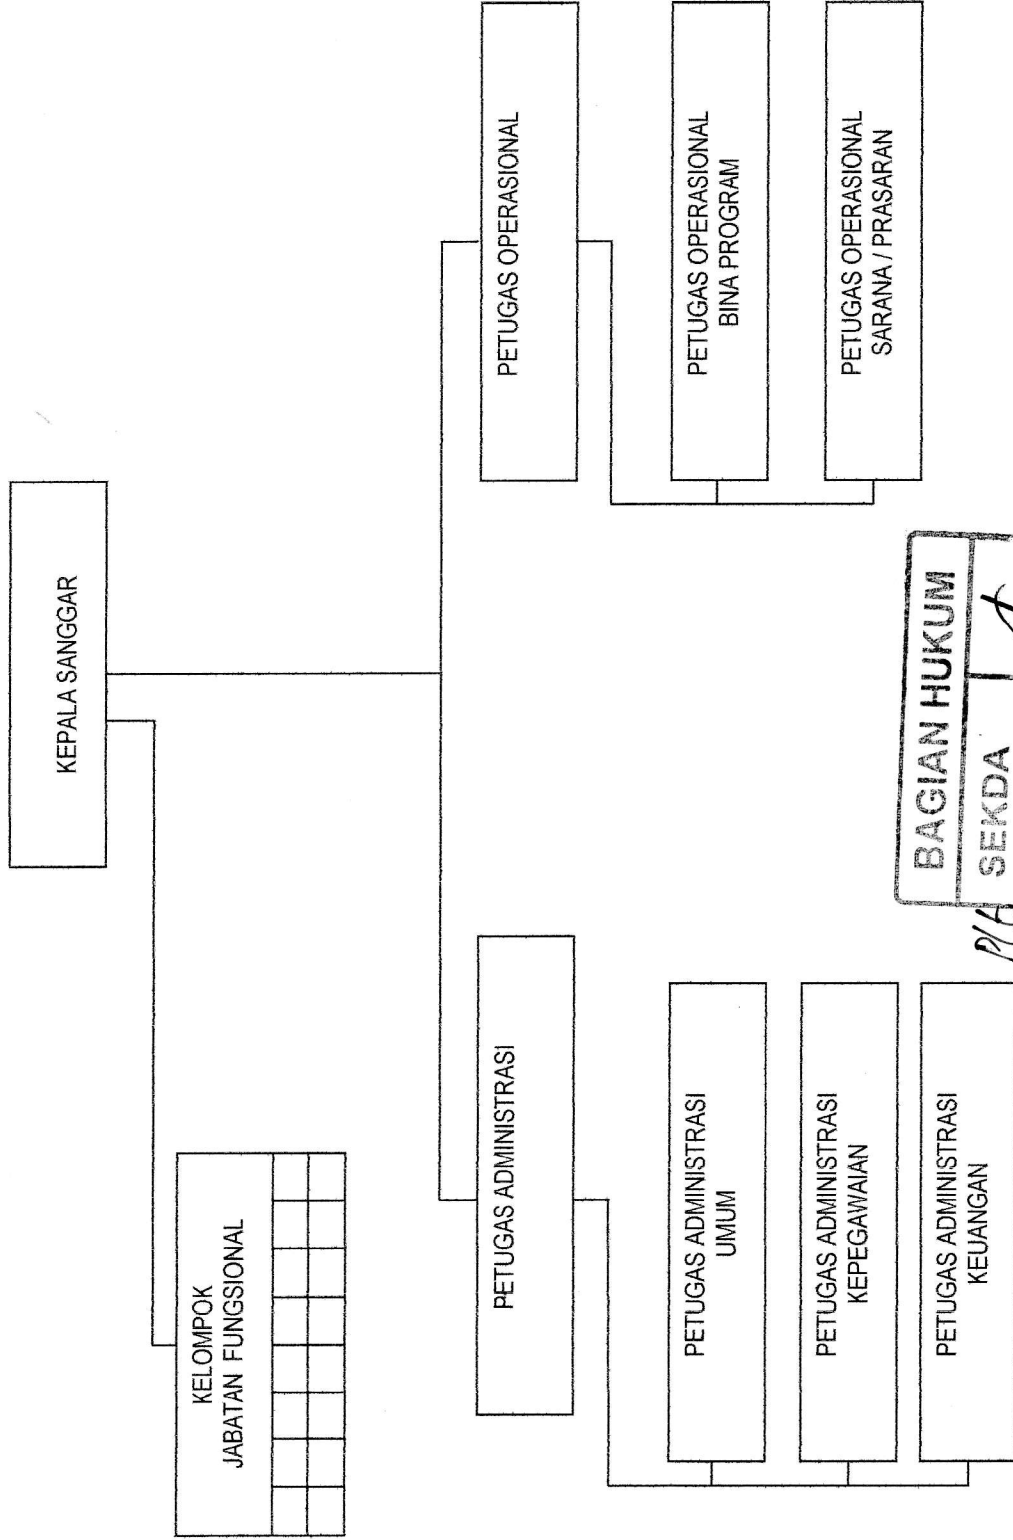 KEPALA SANGGAR
KELOMPOK
JABATAN FUNGSIONAL
PETUGAS ADMINISTRASI
PETUGAS OPERASIONAL
PETUGAS ADMINISTRASI
UMUM
PETUGAS ADMINISTRASI
KEPEGAWAIAN
PETUGAS ADMINISTRASI
KEUANGAN
PETUGAS OPERASIONAL
BINA PROGRAM
PETUGAS OPERASIONAL
SARANA / PRASARAN
BAGIAN HUKUM
SEKDA